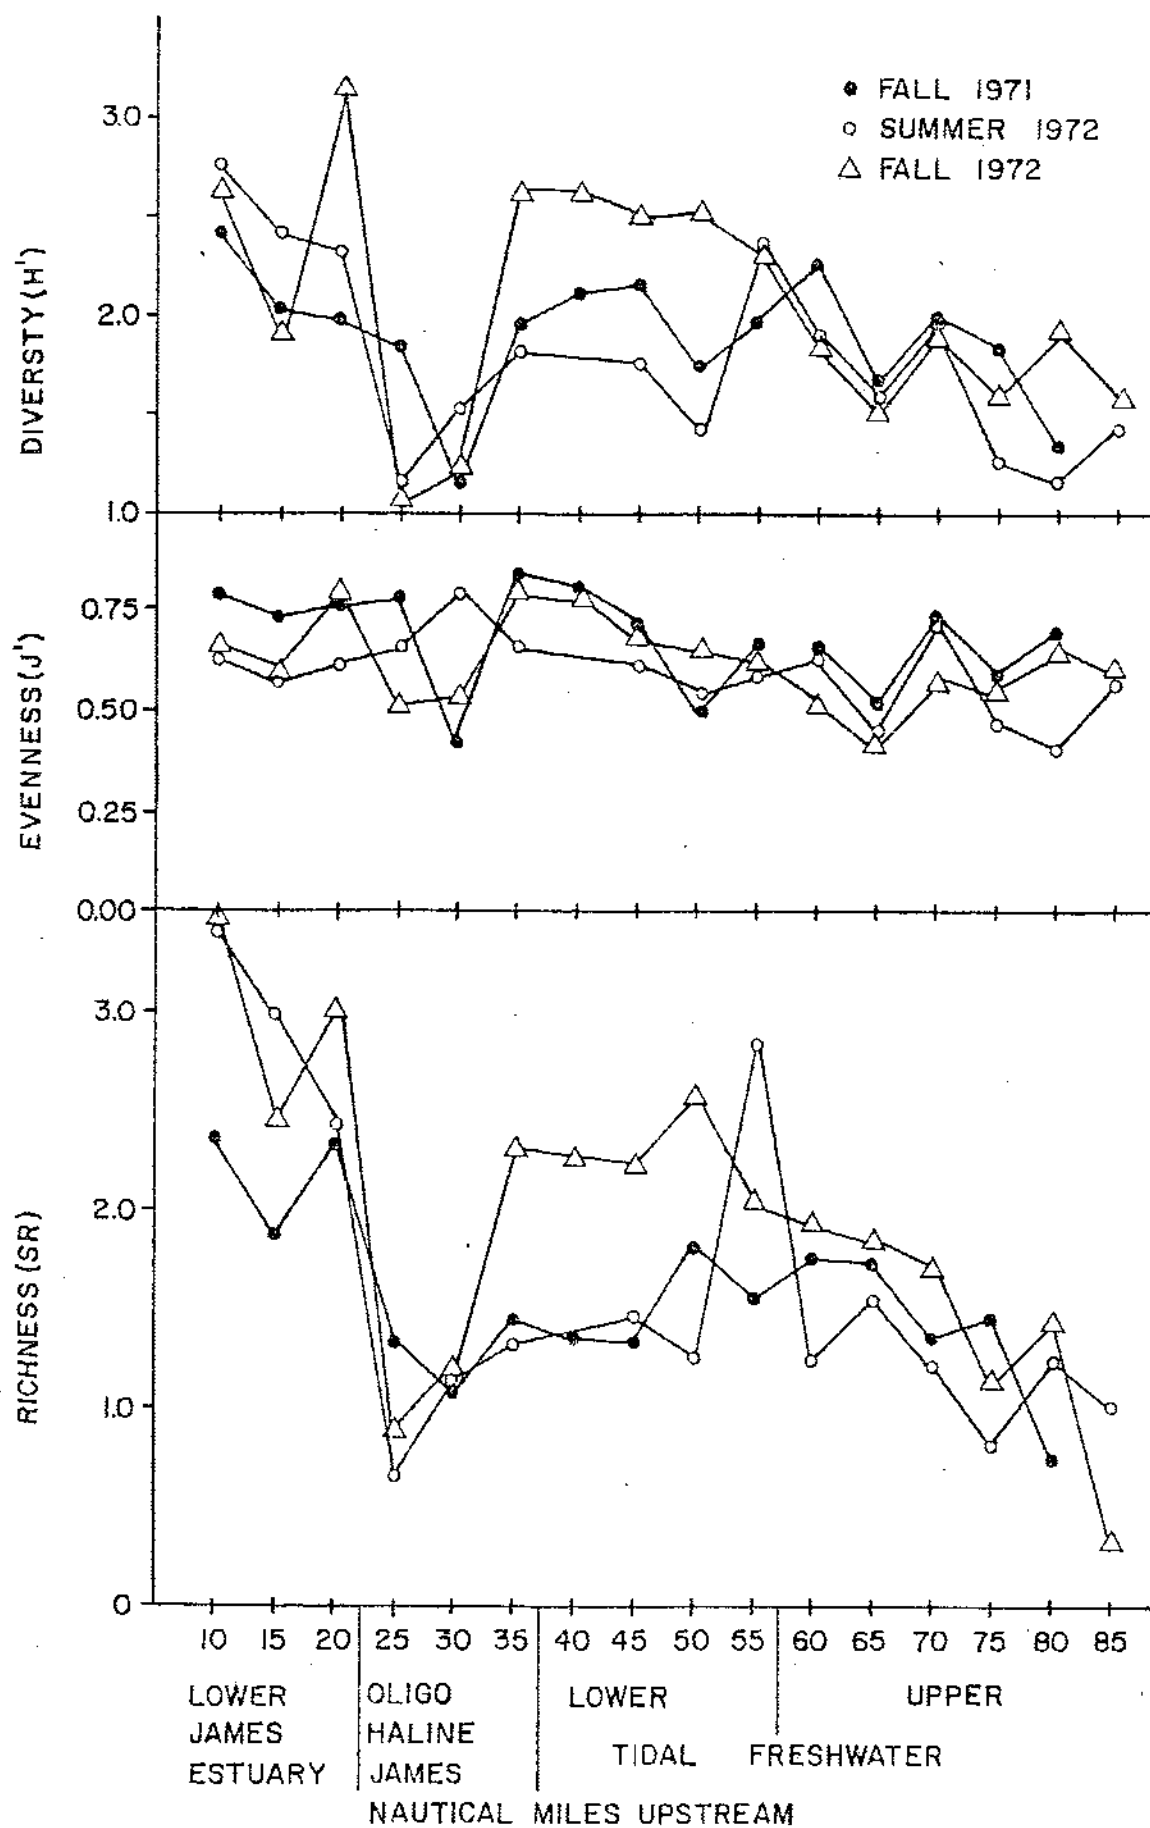 ● FALL 1971
○ SUMMER 1972
△ FALL 1972
DIVERSTY (H')
3.0
2.0
1.0
EVENNESS (J')
0.75
0.50
0.25
0.00
RICHNESS (SR)
3.0
2.0
1.0
0
10 15 20 25 30 35 40 45 50 55 60 65 70 75 80 85
LOWER JAMES ESTUARY
OLIGO HALINE JAMES
LOWER UPPER
TIDAL FRESHWATER
NAUTICAL MILES UPSTREAM